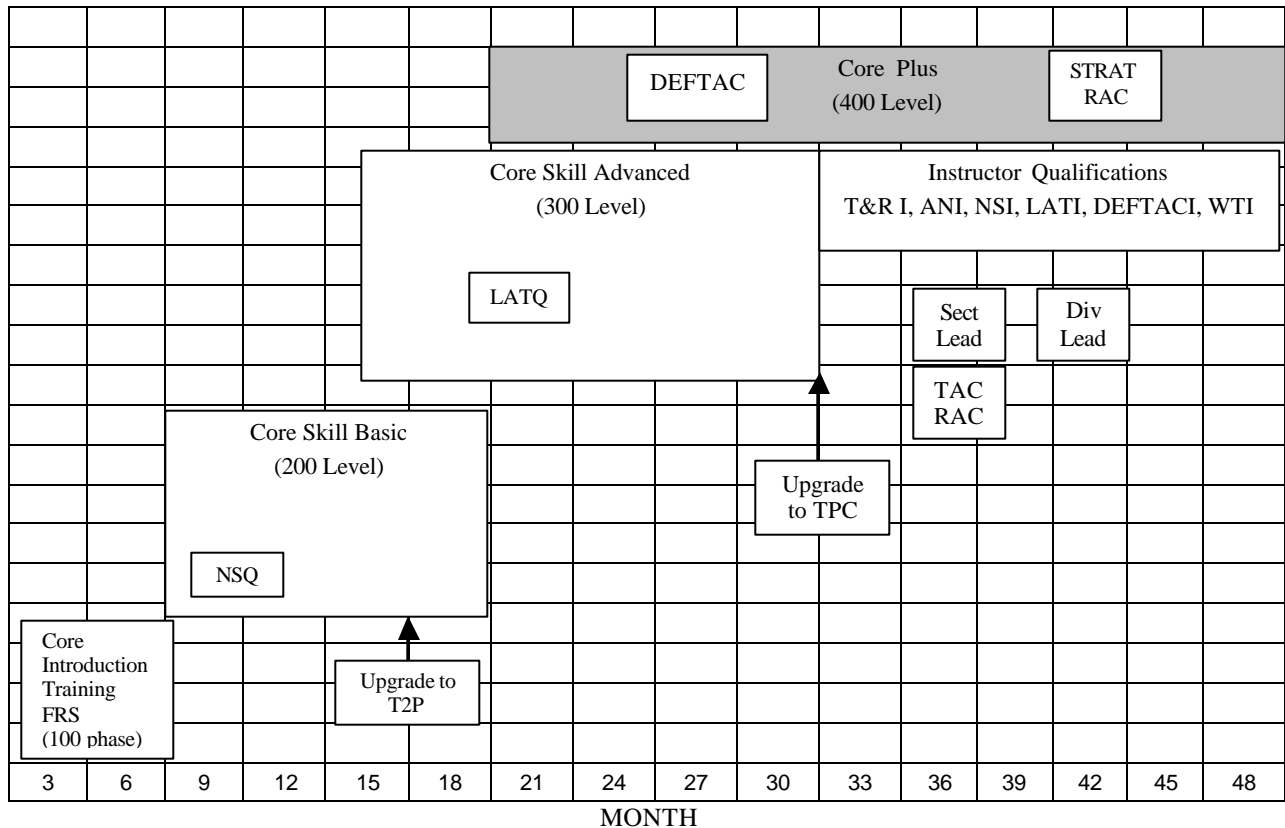 DEFTAC
Core Plus
(400 Level)
STRAT
RAC
Core Skill Advanced
(300 Level)
Instructor Qualifications
T&R I, ANI, NSI, LATI, DEFTACI, WTI
LATQ
Sect
Lead
Div
Lead
TAC
RAC
Core Skill Basic
(200 Level)
Upgrade
to TPC
NSQ
Core
Introduction
Training
FRS
(100 phase)
Upgrade to
T2P
3 6 9 12 15 18 21 24 27 30 33 36 39 42 45 48
MONTH